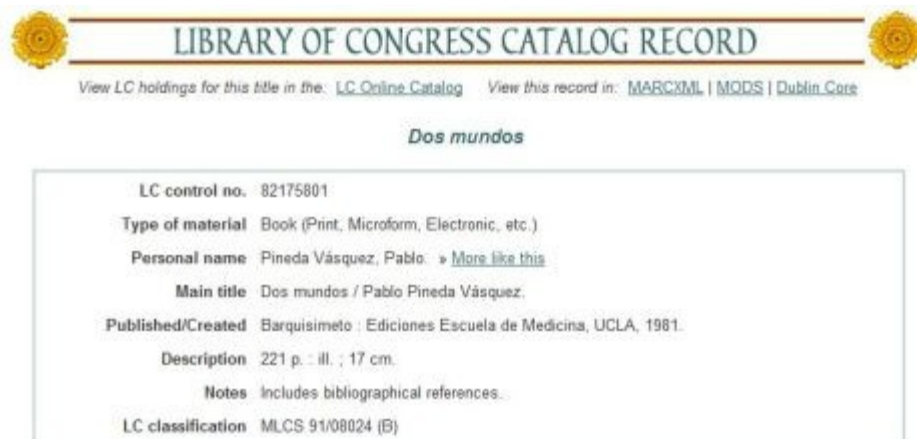 LIBRARY OF CONGRESS CATALOG RECORD
View LC holdings for this title in the: LC Online Catalog View this record in: MARCXML | MODS | Dublin Core
Dos mundos
LC control no. 82175801
Type of material Book (Print, Microform, Electronic, etc.)
Personal name Pineda Vásquez, Pablo. » More like this
Main title Dos mundos / Pablo Pineda Vásquez.
Published/Created Barquisimeto : Ediciones Escuela de Medicina, UCLA, 1981.
Description 221 p. : ill. ; 17 cm.
Notes Includes bibliographical references.
LC classification MLCS 91/08024 (B)